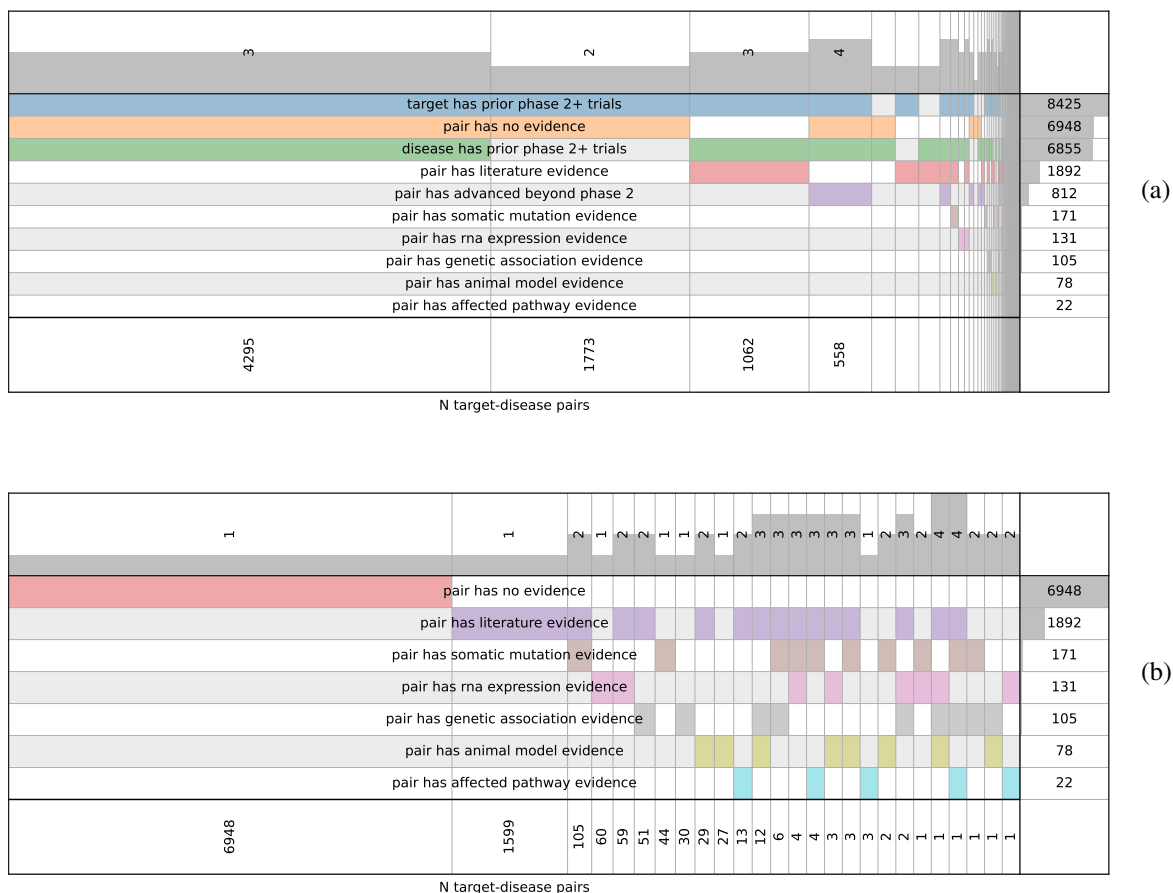 3 2 3 4
target has prior phase 2+ trials 8425
pair has no evidence 6948
disease has prior phase 2+ trials 6855
pair has literature evidence 1892
pair has advanced beyond phase 2 812
(a)
pair has somatic mutation evidence 171
pair has rna expression evidence 131
pair has genetic association evidence 105
pair has animal model evidence 78
pair has affected pathway evidence 22
4295 1773 1062 558
N target-disease pairs
1 1 2 1 2 2 1 1 2 1 2 3 3 3 3 3 1 2 3 2 4 4 2 2 2
pair has no evidence 6948
pair has literature evidence 1892
pair has somatic mutation evidence 171
(b)
pair has rna expression evidence 131
pair has genetic association evidence 105
pair has animal model evidence 78
pair has affected pathway evidence 22
6948 1599 105 60 59 51 44 30 29 27 13 12 6 4 4 3 3 3 2 2 1 1 1 1 1
N target-disease pairs